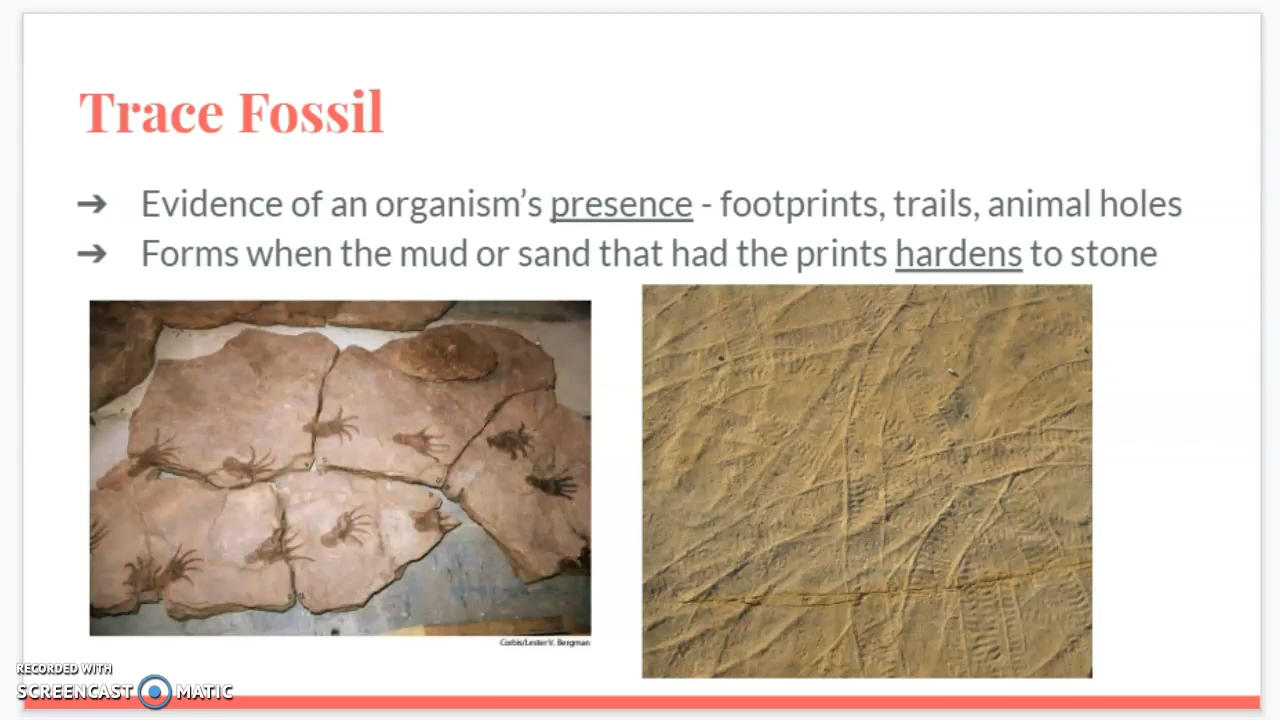 Trace Fossil
➔ Evidence of an organism’s presence - footprints, trails, animal holes
➔ Forms when the mud or sand that had the prints hardens to stone
Corbis/Lester V. Bergman
RECORDED WITH
SCREENCAST MATIC